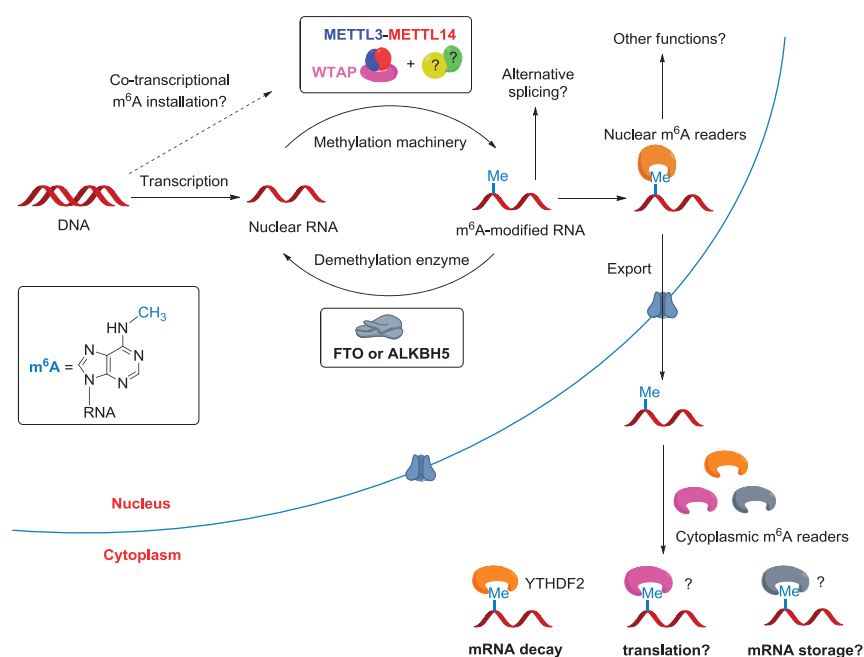 METTL3-METTL14
WTAP
+
? ?
Other functions?
Co-transcriptional
m⁶A installation?
Alternative
splicing?
Methylation machinery
Nuclear m⁶A readers
Me
Me
Transcription
DNA
Nuclear RNA
m⁶A-modified RNA
Demethylation enzyme
Export
FTO or ALKBH5
CH₃
HN
N
N
N
N
m⁶A =
RNA
Me
Nucleus
Cytoplasm
Cytoplasmic m⁶A readers
YTHDF2
?
?
Me
Me
Me
mRNA decay
translation?
mRNA storage?